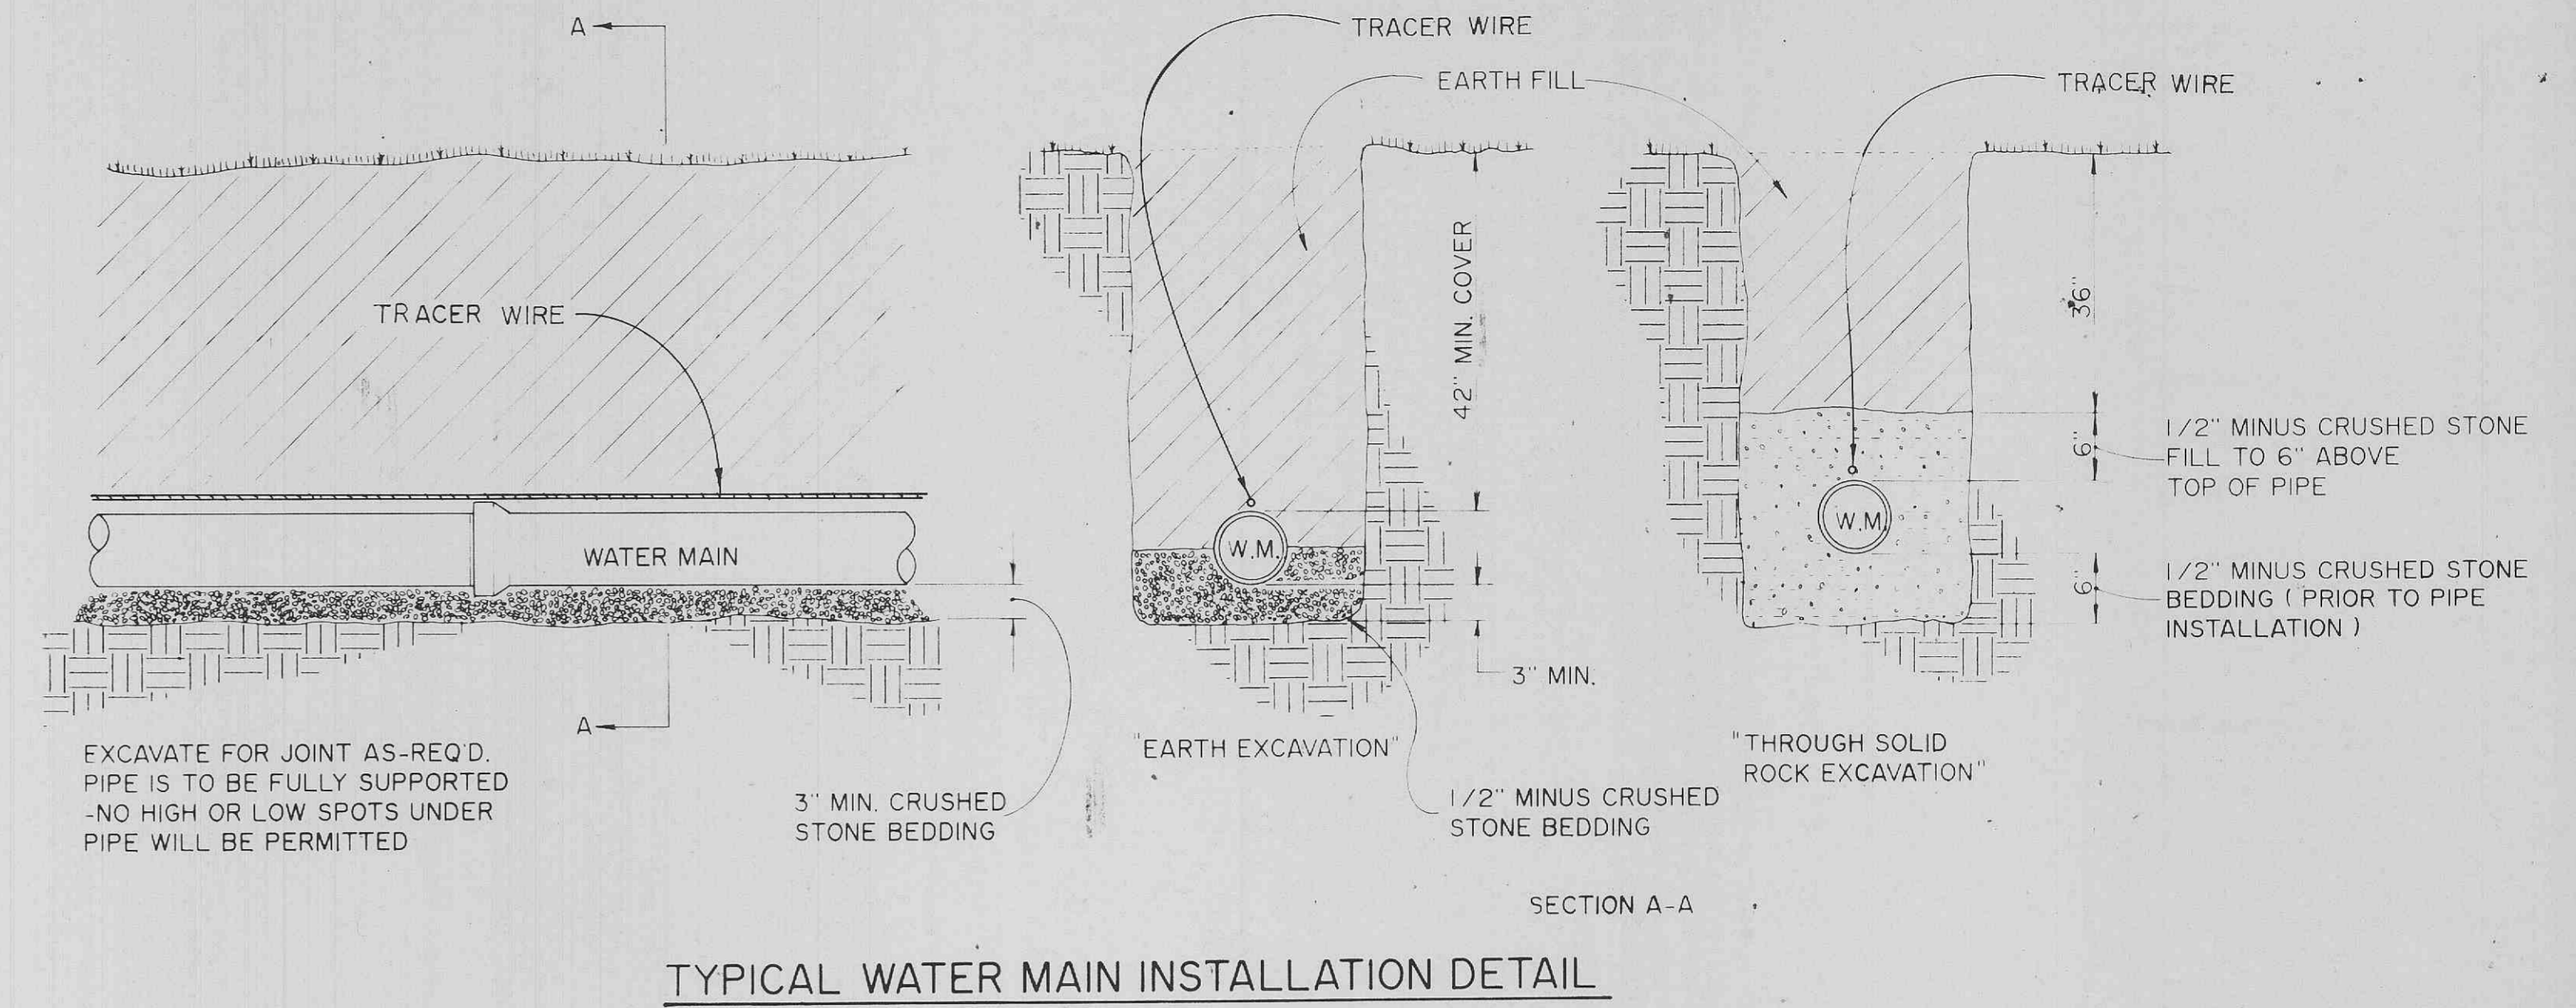 A
TRACER WIRE
EARTH FILL
TRACER WIRE
TRACER WIRE
42" MIN. COVER
36"
1/2" MINUS CRUSHED STONE
FILL TO 6" ABOVE
TOP OF PIPE
6"
WATER MAIN
W.M.
W.M.
1/2" MINUS CRUSHED STONE
BEDDING ( PRIOR TO PIPE
INSTALLATION )
6"
3" MIN.
A
EXCAVATE FOR JOINT AS-REQ'D.
PIPE IS TO BE FULLY SUPPORTED
-NO HIGH OR LOW SPOTS UNDER
PIPE WILL BE PERMITTED
3" MIN. CRUSHED
STONE BEDDING
"EARTH EXCAVATION"
1/2" MINUS CRUSHED
STONE BEDDING
"THROUGH SOLID
ROCK EXCAVATION"
SECTION A-A
TYPICAL WATER MAIN INSTALLATION DETAIL